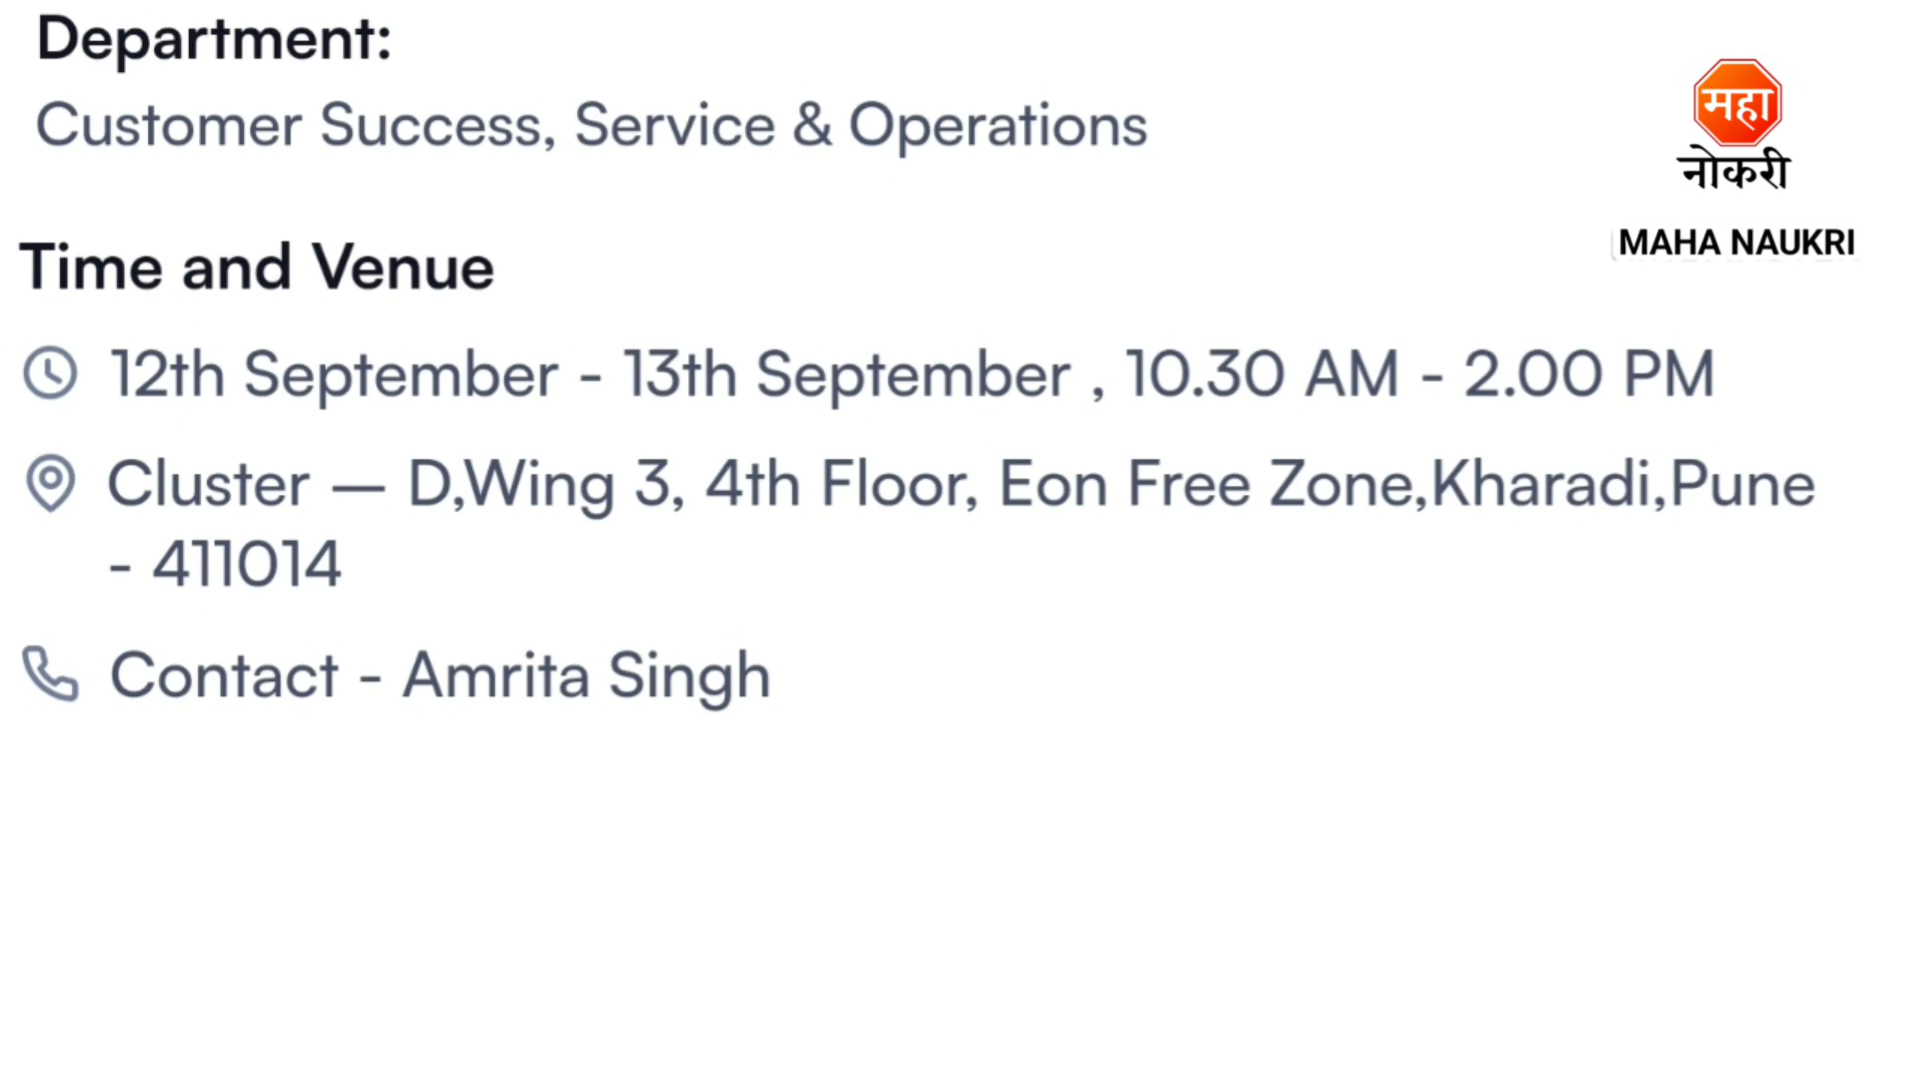 Department:
Customer Success, Service & Operations
महा
नोकरी
MAHA NAUKRI
Time and Venue
12th September - 13th September , 10.30 AM - 2.00 PM
Cluster — D,Wing 3, 4th Floor, Eon Free Zone,Kharadi,Pune
- 411014
Contact - Amrita Singh